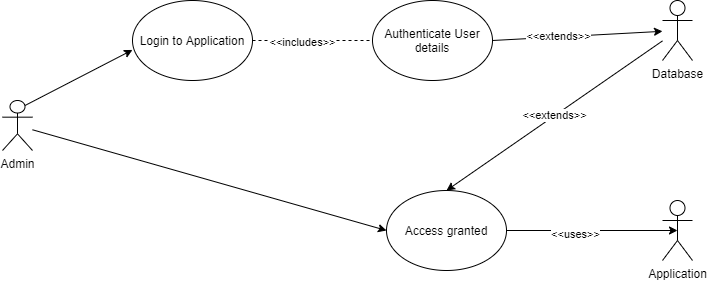 Login to Application
<<includes>>
Authenticate User
details
<<extends>>
Database
<<extends>>
Admin
Access granted
<<uses>>
Application